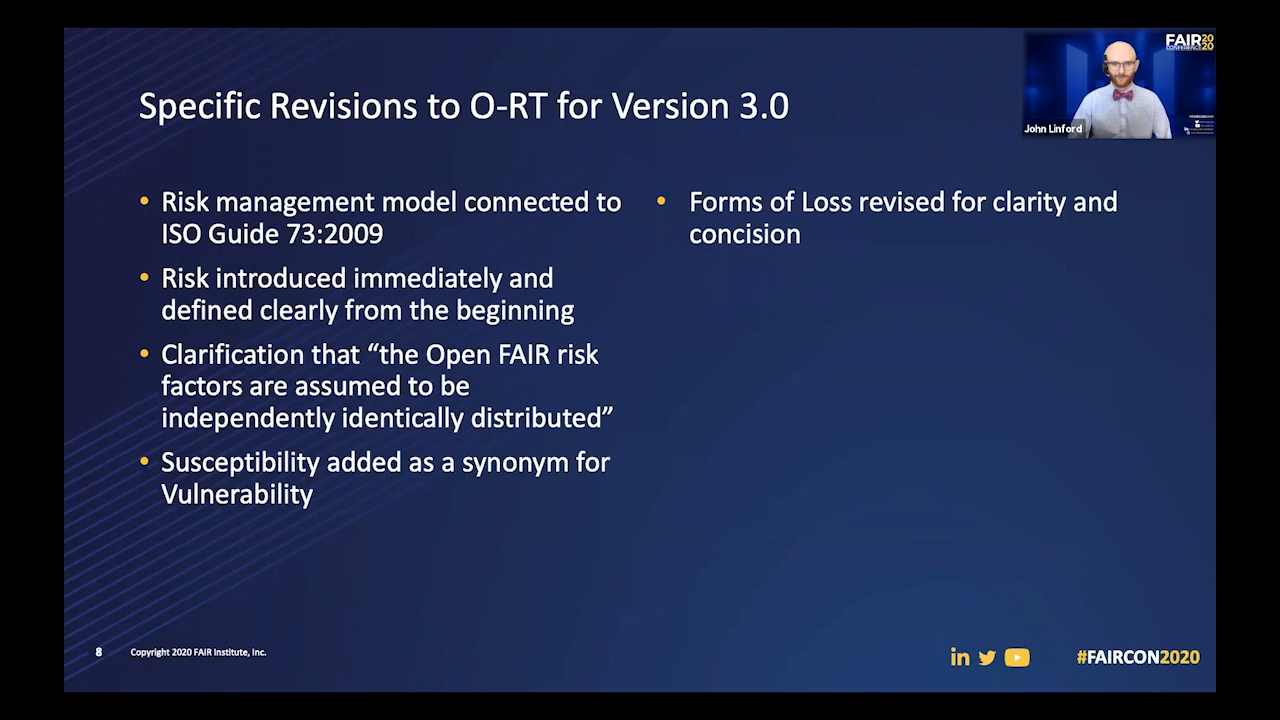 Specific Revisions to O-RT for Version 3.0
• Risk management model connected to
ISO Guide 73:2009
• Risk introduced immediately and
defined clearly from the beginning
• Clarification that “the Open FAIR risk
factors are assumed to be
independently identically distributed”
• Susceptibility added as a synonym for
Vulnerability
• Forms of Loss revised for clarity and
concision
FAIR 2020
CONFERENCE
John Linford
8
Copyright 2020 FAIR Institute, Inc.
in
#FAIRCON2020